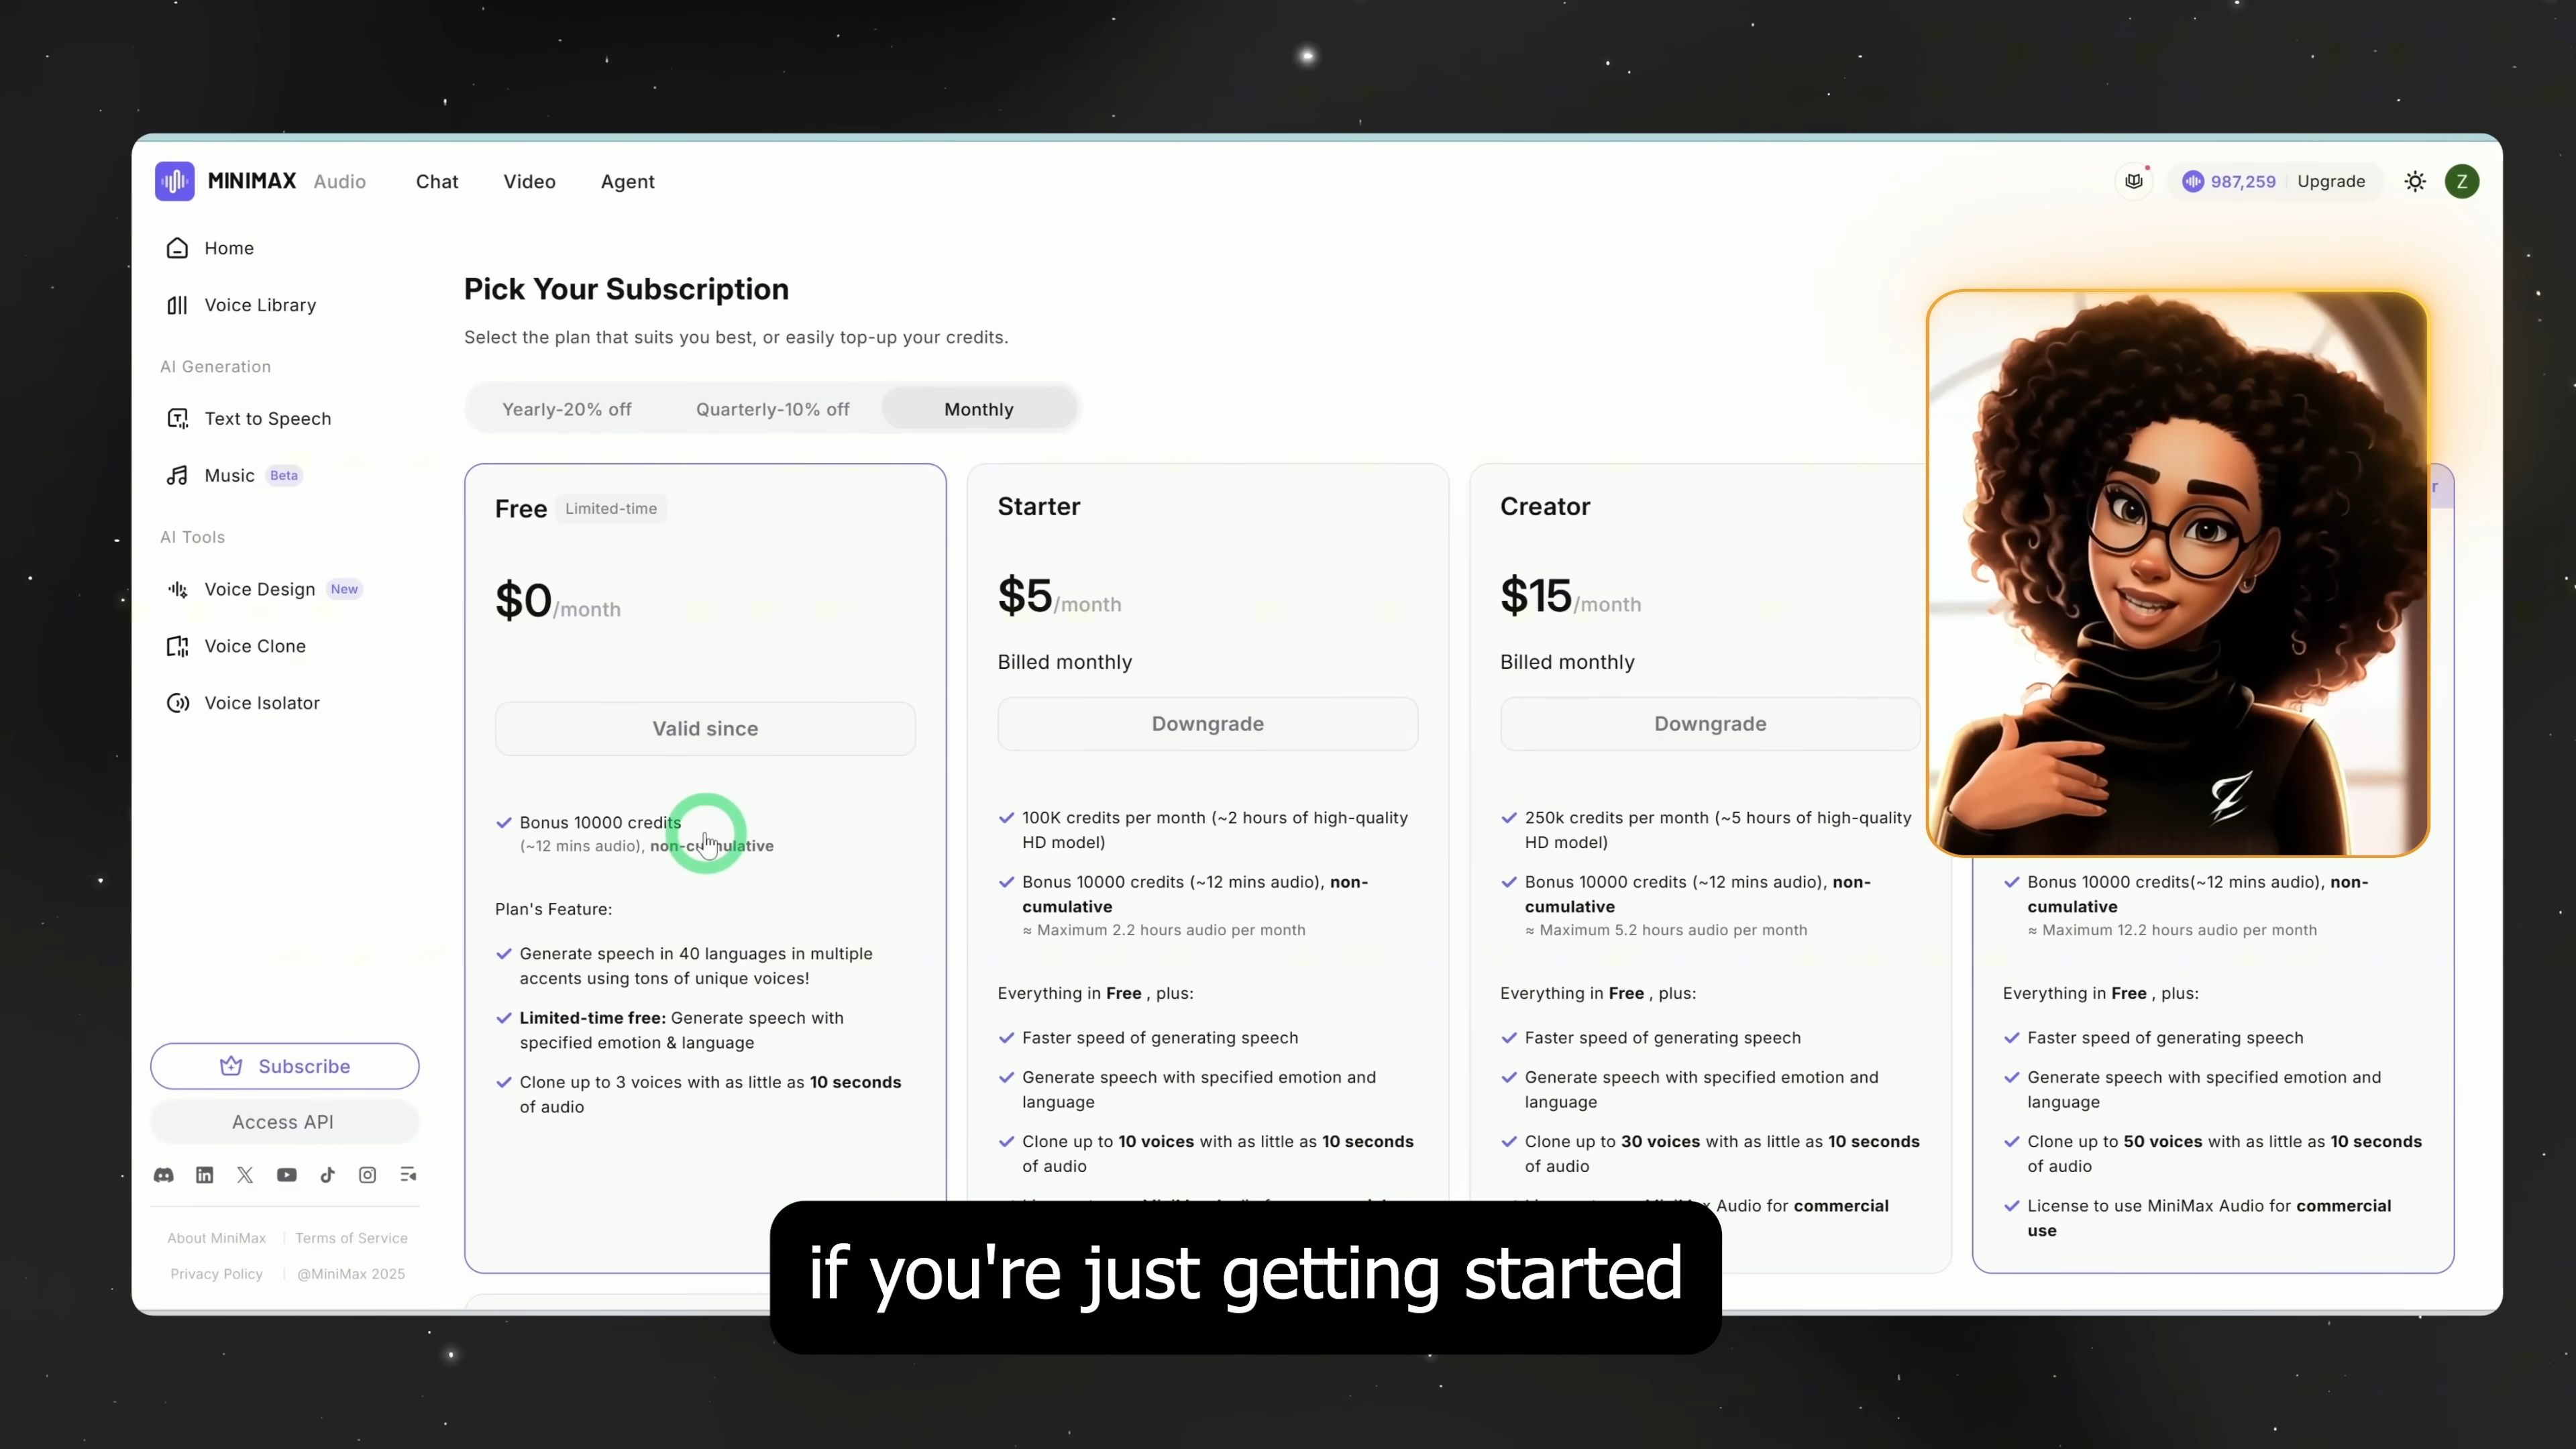 MINIMAX Audio
Chat
Video
Agent
987,259
Upgrade
Z
Home
Voice Library
AI Generation
Text to Speech
Music Beta
AI Tools
Voice Design New
Voice Clone
Voice Isolator
Subscribe
Access API
About MiniMax
Terms of Service
Privacy Policy
@MiniMax 2025
Pick Your Subscription
Select the plan that suits you best, or easily top-up your credits.
Yearly-20% off
Quarterly-10% off
Monthly
Free Limited-time
$0/month
Valid since
Bonus 10000 credits
(~12 mins audio), non-cumulative
Plan's Feature:
Generate speech in 40 languages in multiple
accents using tons of unique voices!
Limited-time free: Generate speech with
specified emotion & language
Clone up to 3 voices with as little as 10 seconds
of audio
Starter
$5/month
Billed monthly
Downgrade
100K credits per month (~2 hours of high-quality
HD model)
Bonus 10000 credits (~12 mins audio), non-
cumulative
≈ Maximum 2.2 hours audio per month
Everything in Free , plus:
Faster speed of generating speech
Generate speech with specified emotion and
language
Clone up to 10 voices with as little as 10 seconds
of audio
Creator
$15/month
Billed monthly
Downgrade
250k credits per month (~5 hours of high-quality
HD model)
Bonus 10000 credits (~12 mins audio), non-
cumulative
≈ Maximum 5.2 hours audio per month
Everything in Free , plus:
Faster speed of generating speech
Generate speech with specified emotion and
language
Clone up to 30 voices with as little as 10 seconds
of audio
Audio for commercial
Bonus 10000 credits(~12 mins audio), non-
cumulative
≈ Maximum 12.2 hours audio per month
Everything in Free , plus:
Faster speed of generating speech
Generate speech with specified emotion and
language
Clone up to 50 voices with as little as 10 seconds
of audio
License to use MiniMax Audio for commercial
use
if you're just getting started